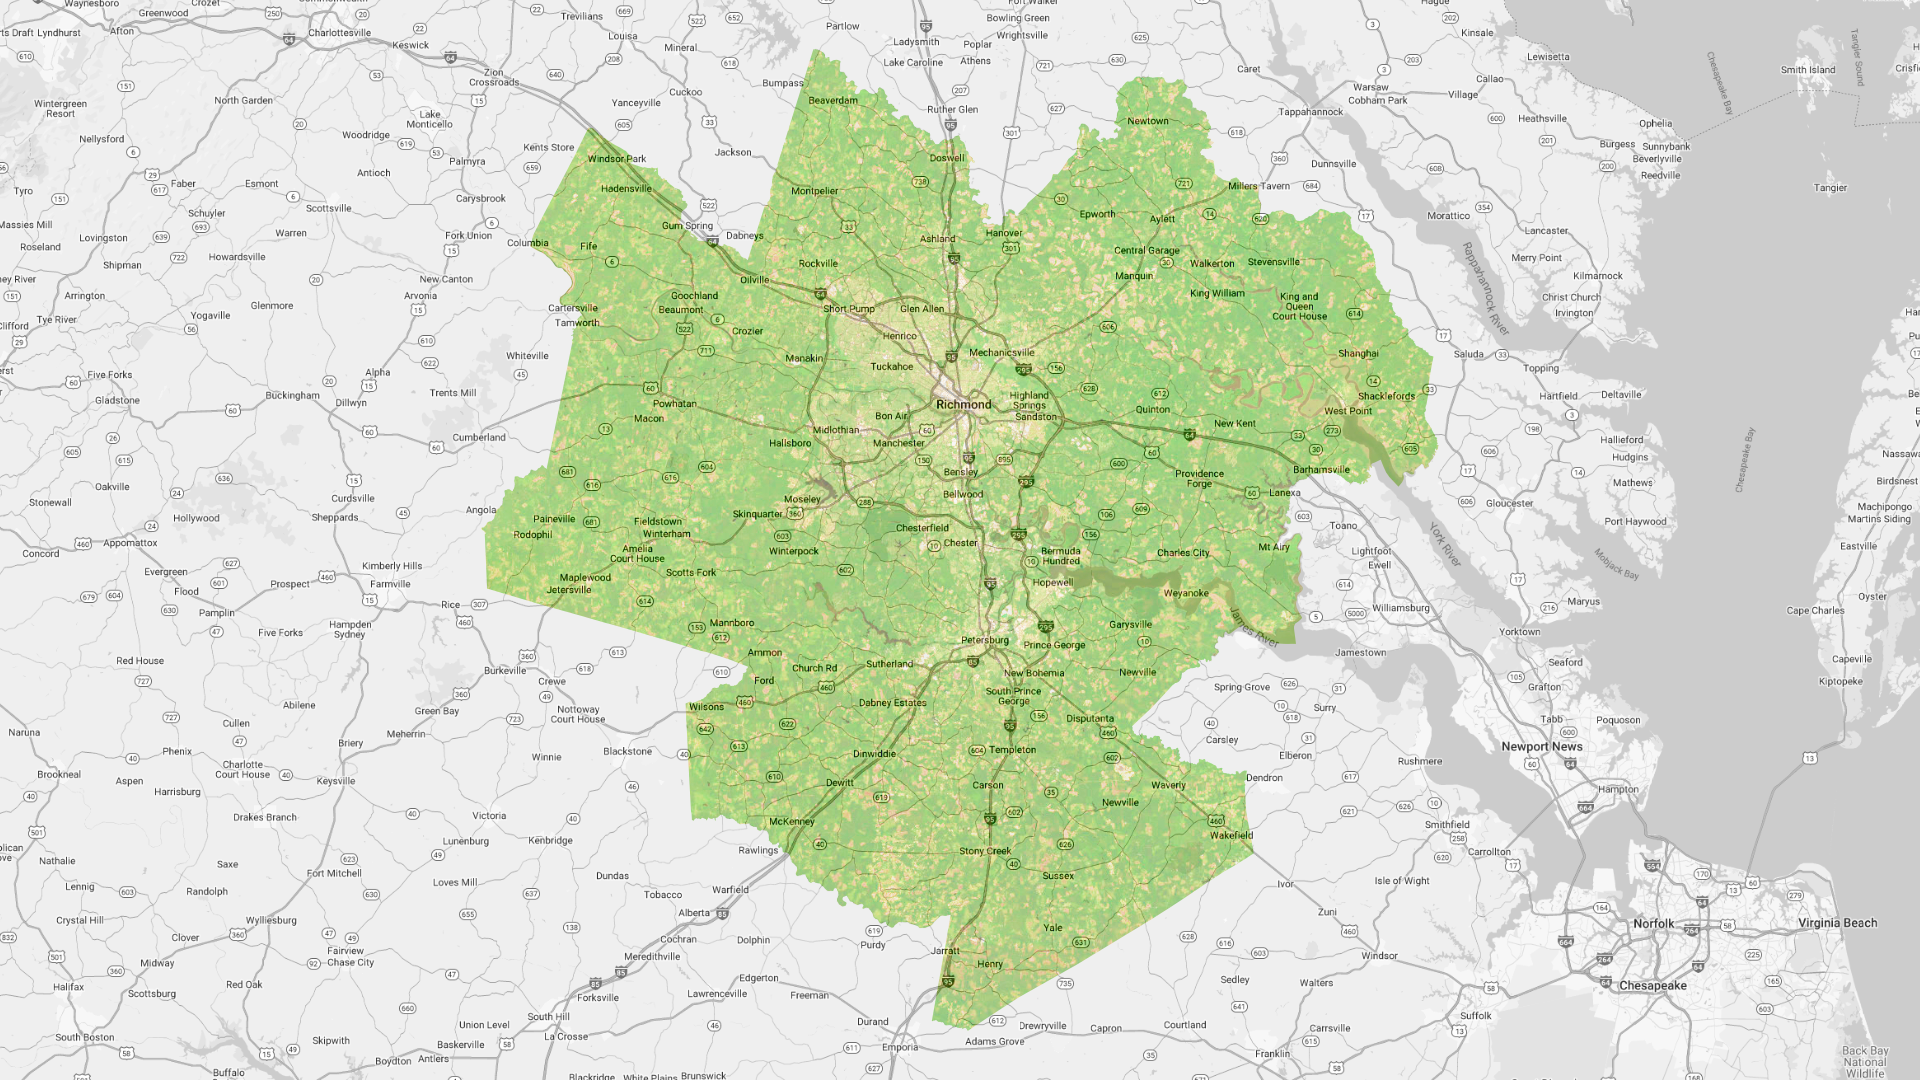 Waynesboro
Greenwood
Crozet
Commonwealth
Trevilians
Partlow
Port Walker
Bowling Green
Hague
Kinsale
Afton
Charlottesville
Keswick
Louisa
Mineral
Ladysmith
Lake Caroline
Poplar
Athens
Wrightsville
Lewisetta
Lyndhurst
Zion
Crossroads
Cuckoo
Bumpass
Caret
Warsaw
Cobham Park
Callao
Village
Smith Island
Tangier Sound
Chesapeake Bay
Wintergreen
Resort
North Garden
Lake
Monticello
Yanceyville
Beaverdam
Ruther Glen
Newtown
Tappahannock
Heathsville
Ophelia
Nellysford
Woodridge
Palmyra
Kents Store
Windsor Park
Jackson
Doswell
Dunnsville
Burgess
Sunnybank
Beverlyville
Reedville
Tyro
Faber
Esmont
Antioch
Hadensville
Montpelier
Millers Tavern
Tangier
Massies Mill
Schuyler
Scottsville
Carysbrook
Gum Spring
Dabneys
Epworth
Aylett
Morattico
Roseland
Lovingston
Warren
Fork Union
Columbia
Fife
Ashland
Hanover
Lancaster
Shipman
Howardsville
Rockville
Central Garage
Walkerton
Stevensville
Merry Point
Rappahannock River
New Canton
Oilville
Manquin
Kilmarnock
Arrington
Arvonia
Goochland
Beaumont
Short Pump
Glen Allen
King William
King and
Queen
Court House
Christ Church
Irvington
Glenmore
Cartersville
Tamworth
Tye River
Yogaville
Crozier
Henrico
Manakin
Mechanicsville
Whiteville
Tuckahoe
Shanghai
Saluda
Topping
Five Forks
Alpha
Trents Mill
Gladstone
Buckingham
Dillwyn
Powhatan
Macon
Richmond
Highland
Springs
Sandston
Bon Air
Quinton
New Kent
West Point
Shacklefords
Hartfield
Deltaville
Cumberland
Hallsboro
Midlothian
Manchester
Hallieford
Hudgins
Chesapeake Bay
Nassawadox
Curdsville
Bensley
Bellwood
Providence
Forge
Barhamsville
Lanexa
Mathews
Birdsnest
Oakville
Stonewall
Hollywood
Sheppards
Angola
Moseley
Skinquarter
Gloucester
Machipongo
Martins Siding
Paineville
Rodophil
Fieldstown
Winterham
Amelia
Court House
Chesterfield
Chester
Toano
Port Haywood
York River
Concord
Appomattox
Winterpock
Bermuda
Hundred
Charles City
Mt Airy
Lightfoot
Ewell
Mobjack Bay
Eastville
Evergreen
Flood
Prospect
Kimberly Hills
Farmville
Maplewood
Jetersville
Scotts Fork
Hopewell
Weyanoke
Williamsburg
Maryus
Cape Charles
Oyster
Pamplin
Rice
James River
Five Forks
Hampden
Sydney
Mannboro
Garysville
Yorktown
Petersburg
Prince George
Jamestown
Red House
Burkeville
Crewe
Ammon
Ford
Church Rd
Sutherland
New Bohemia
Newville
Seaford
Grafton
Capeville
Kiptopeke
Abilene
Green Bay
Nottoway
Court House
Wilsons
Dabney Estates
South Prince
George
Spring Grove
Surry
Cullen
Meherrin
Disputanta
Tabb
Poquoson
Naruna
Phenix
Briery
Winnie
Blackstone
Dinwiddie
Templeton
Carsley
Elberon
Newport News
Rushmere
Brookneal
Aspen
Charlotte
Court House
Keysville
Harrisburg
Dewitt
Carson
Newville
Waverly
Dendron
Hampton
Drakes Branch
Victoria
McKenney
Wakefield
Smithfield
Lunenburg
Kenbridge
Rawlings
Stony Creek
Carrollton
Nathalie
Saxe
Fort Mitchell
Dundas
Sussex
Ivor
Isle of Wight
Lennig
Randolph
Loves Mill
Tobacco
Warfield
Crystal Hill
Wylliesburg
Alberta
Zuni
Norfolk
Virginia Beach
Clover
Cochran
Dolphin
Purdy
Yale
Fairview
Chase City
Meredithville
Jarratt
Henry
Windsor
Midway
Scottsburg
Red Oak
Edgerton
Sedley
Walters
Chesapeake
Halifax
Forksville
Lawrenceville
Freeman
Suffolk
South Boston
Skipwith
Union Level
South Hill
La Crosse
Durand
Emporia
Drewryville
Adams Grove
Capron
Courtland
Carrsville
Baskerville
Boydton
Antlers
Franklin
Back Bay
National
Wildlife
Buffalo
Blackridge
White Plains
Brunswick